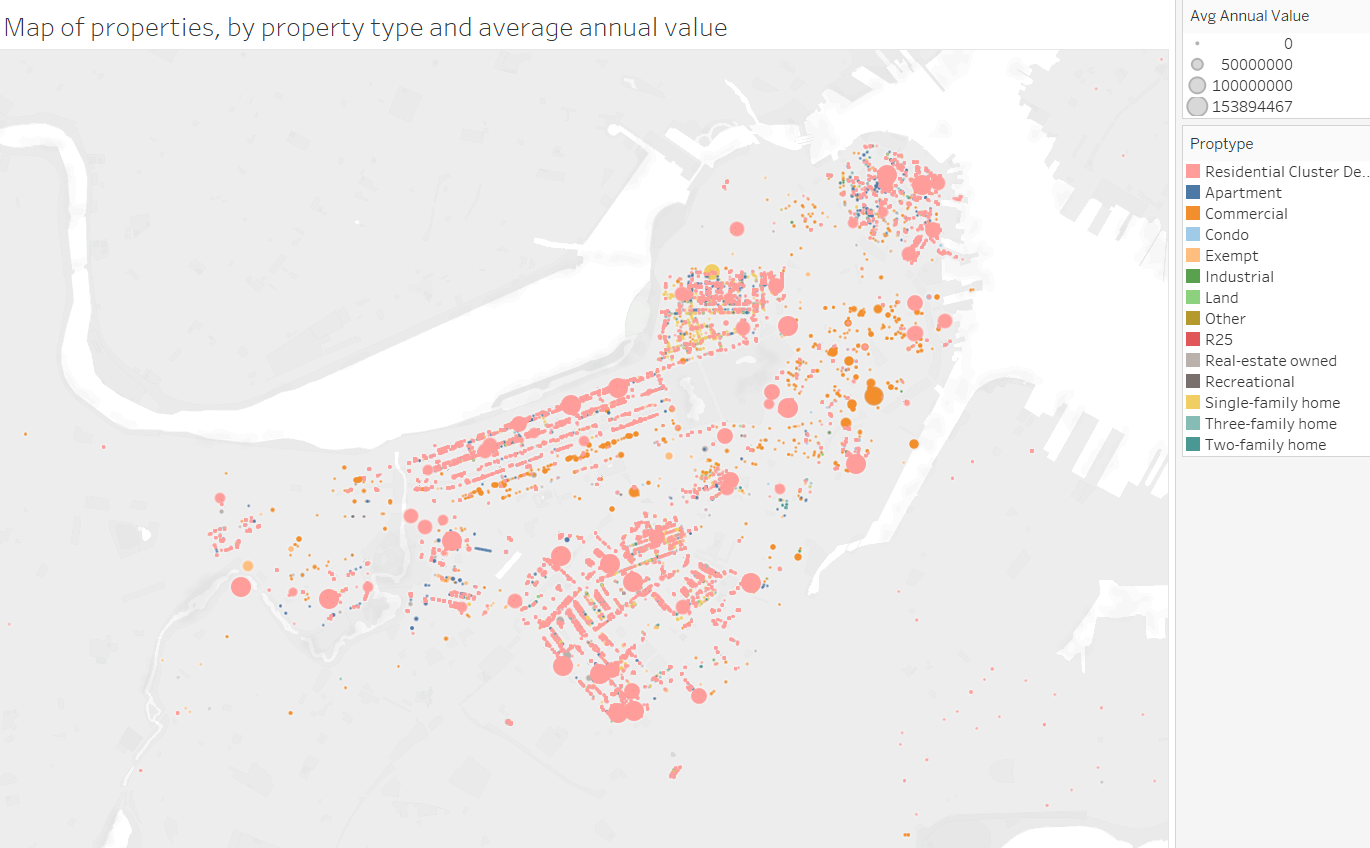 Map of properties, by property type and average annual value
Avg Annual Value
0
50000000
100000000
153894467
Proptype
Residential Cluster De..
Apartment
Commercial
Condo
Exempt
Industrial
Land
Other
R25
Real-estate owned
Recreational
Single-family home
Three-family home
Two-family home